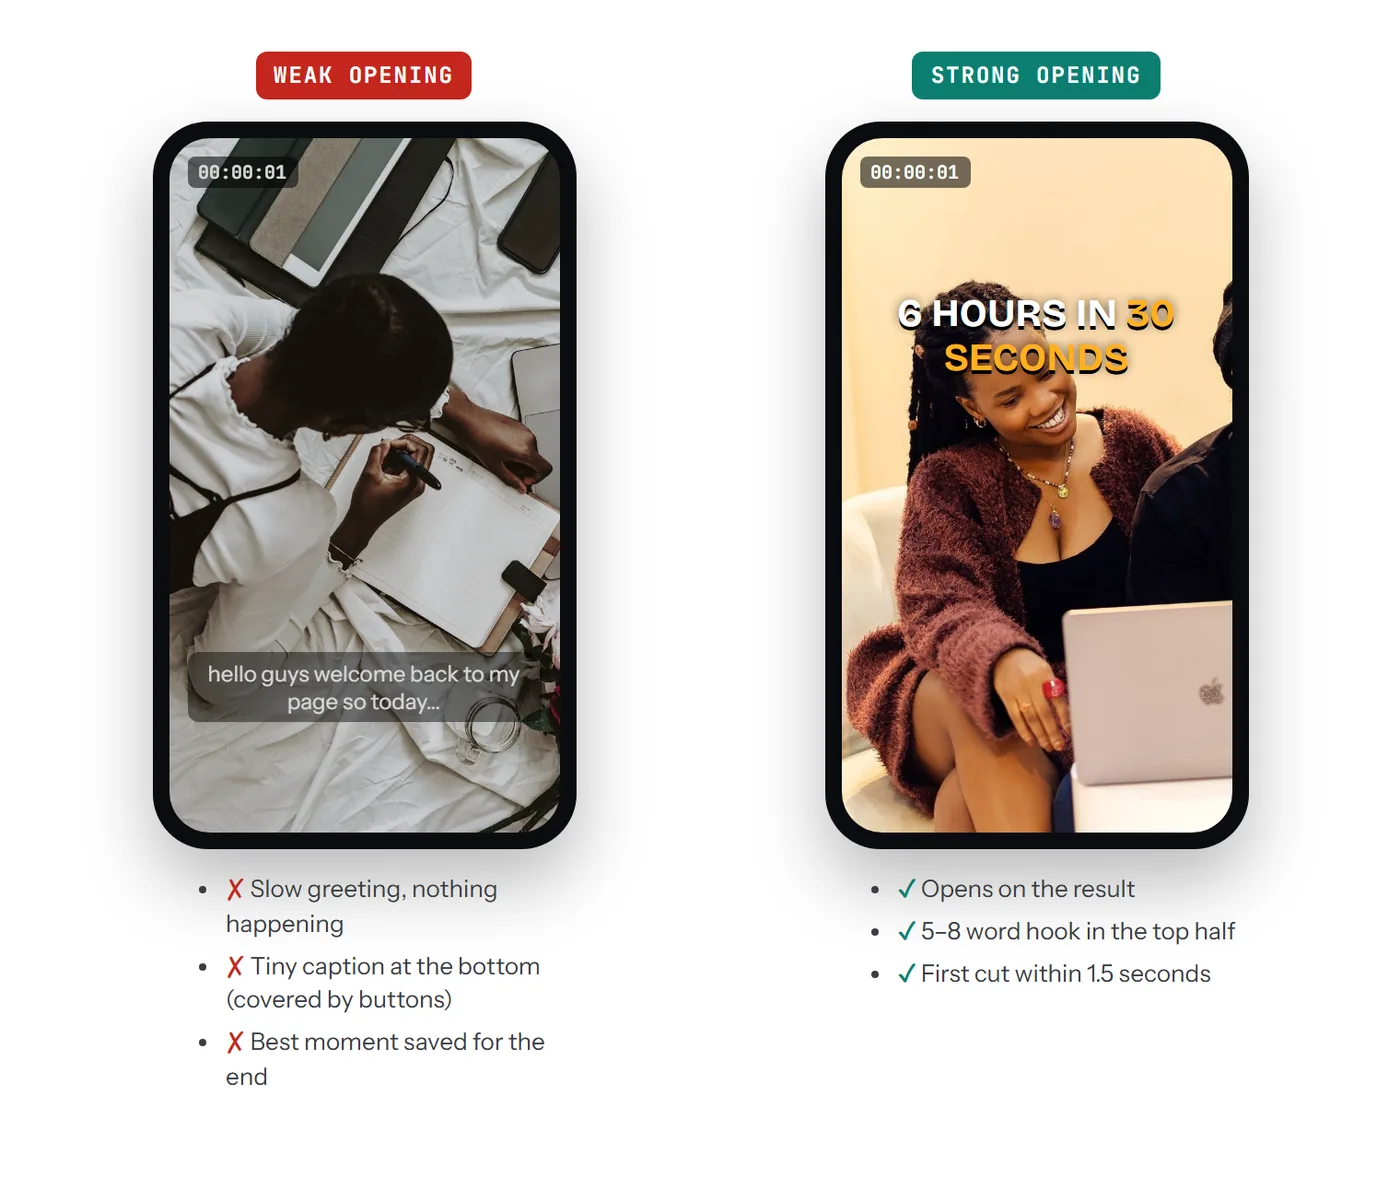 WEAK OPENING
00:00:01
hello guys welcome back to my
page so today...
• ✗ Slow greeting, nothing
happening
• ✗ Tiny caption at the bottom
(covered by buttons)
• ✗ Best moment saved for the
end
STRONG OPENING
00:00:01
6 HOURS IN 30
SECONDS
• ✓ Opens on the result
• ✓ 5–8 word hook in the top half
• ✓ First cut within 1.5 seconds